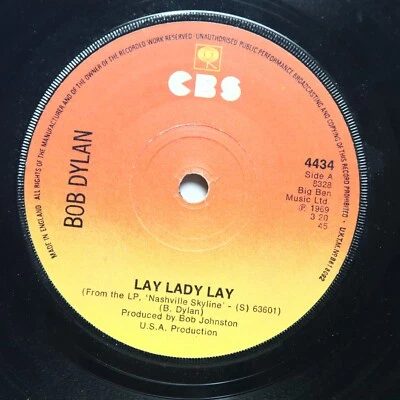 ALL RIGHTS OF THE MANUFACTURER AND OF THE OWNER OF THE RECORDED WORK RESERVED / UNAUTHORISED PUBLIC PERFORMANCE BROADCASTING AND COPYING OF THIS RECORD PROHIBITED
MADE IN ENGLAND
CBS
BOB DYLAN
4434
Side A
8328
Big Ben
Music Ltd.
℗ 1969
3 20
45
LAY LADY LAY
(From the LP, 'Nashville Skyline' - (S) 63601)
(B. Dylan)
Produced by Bob Johnston
U.S.A. Production